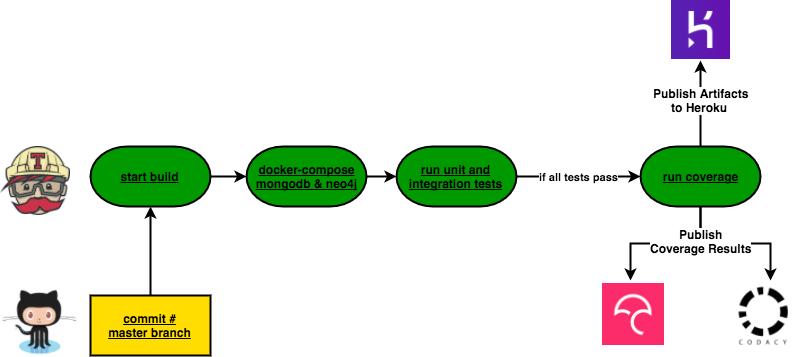 Publish Artifacts
to Heroku
T
start build
docker-compose
mongodb & neo4j
run unit and
integration tests
if all tests pass
run coverage
Publish
Coverage Results
commit #
master branch
CODACY